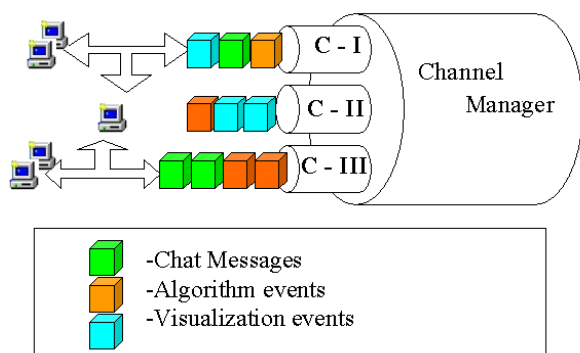 C - I
Channel
Manager
C - II
C - III
-Chat Messages
-Algorithm events
-Visualization events